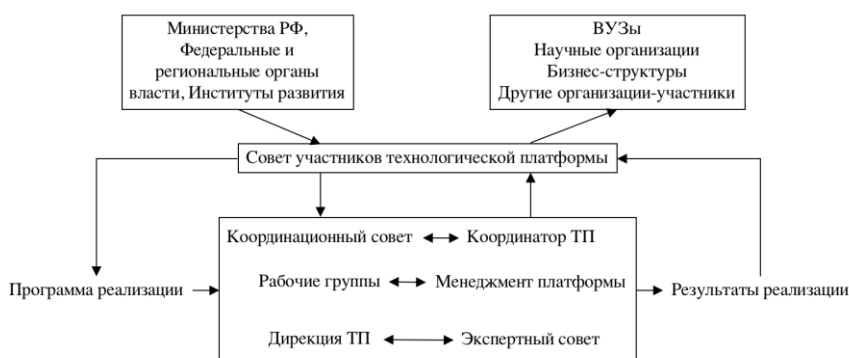 Министерства РФ,
Федеральные и
региональные органы
власти, Институты развития
ВУЗы
Научные организации
Бизнес-структуры
Другие организации-участники
Совет участников технологической платформы
Координационный совет
Координатор ТП
Программа реализации
Рабочие группы
Менеджмент платформы
Результаты реализации
Дирекция ТП
Экспертный совет